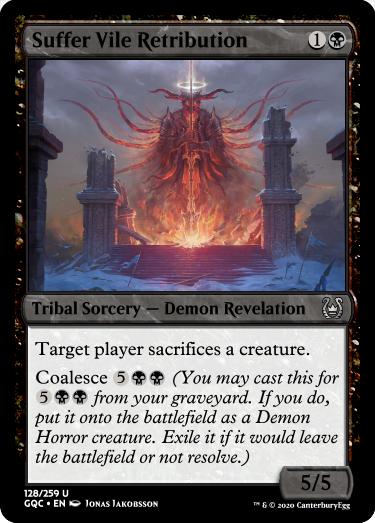 Suffer Vile Retribution 1
Tribal Sorcery — Demon Revelation
Target player sacrifices a creature.
Coalesce 5 (You may cast this for
5 from your graveyard. If you do,
put it onto the battlefield as a Demon
Horror creature. Exile it if it would leave
the battlefield or not resolve.)
5/5
128/259 U
GQC • EN JONAS JAKOBSSON
™ & © 2020 CanterburyEgg